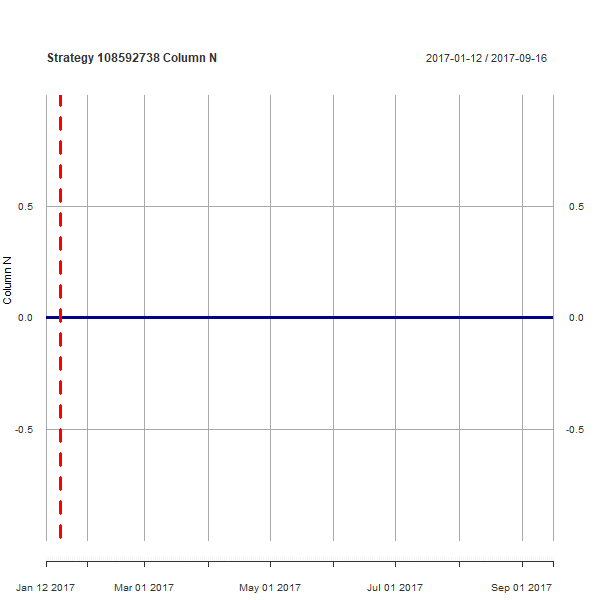 Strategy 108592738 Column N
2017-01-12 / 2017-09-16
0.5
0.5
Column N
0.0
0.0
-0.5
-0.5
Jan 12 2017
Mar 01 2017
May 01 2017
Jul 01 2017
Sep 01 2017